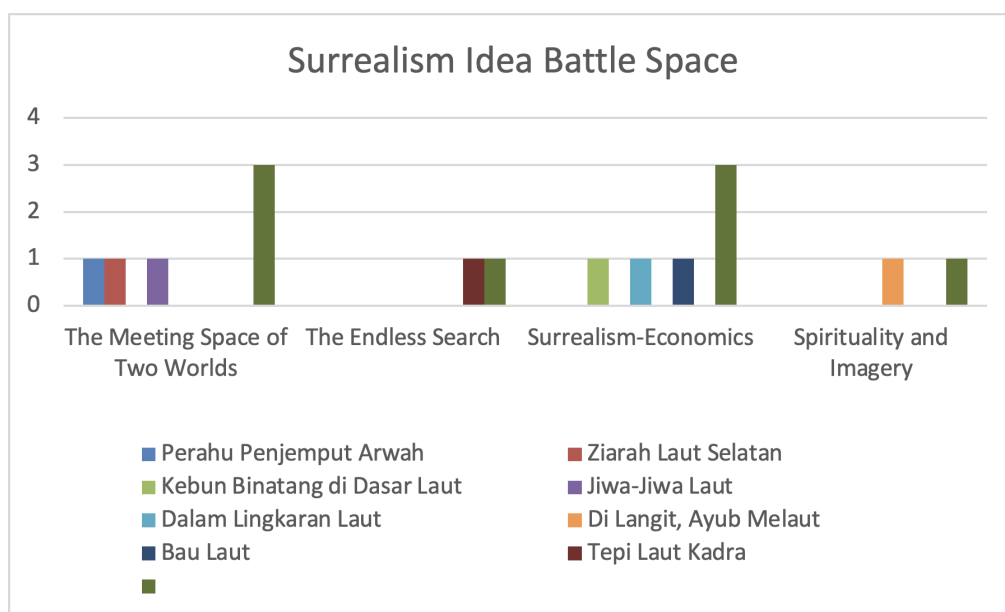 Surrealism Idea Battle Space
4
3
2
1
0
The Meeting Space of
Two Worlds
The Endless Search
Surrealism-Economics
Spirituality and
Imagery
Perahu Penjemput Arwah
Ziarah Laut Selatan
Kebun Binatang di Dasar Laut
Jiwa-Jiwa Laut
Dalam Lingkaran Laut
Di Langit, Ayub Melaut
Bau Laut
Tepi Laut Kadra